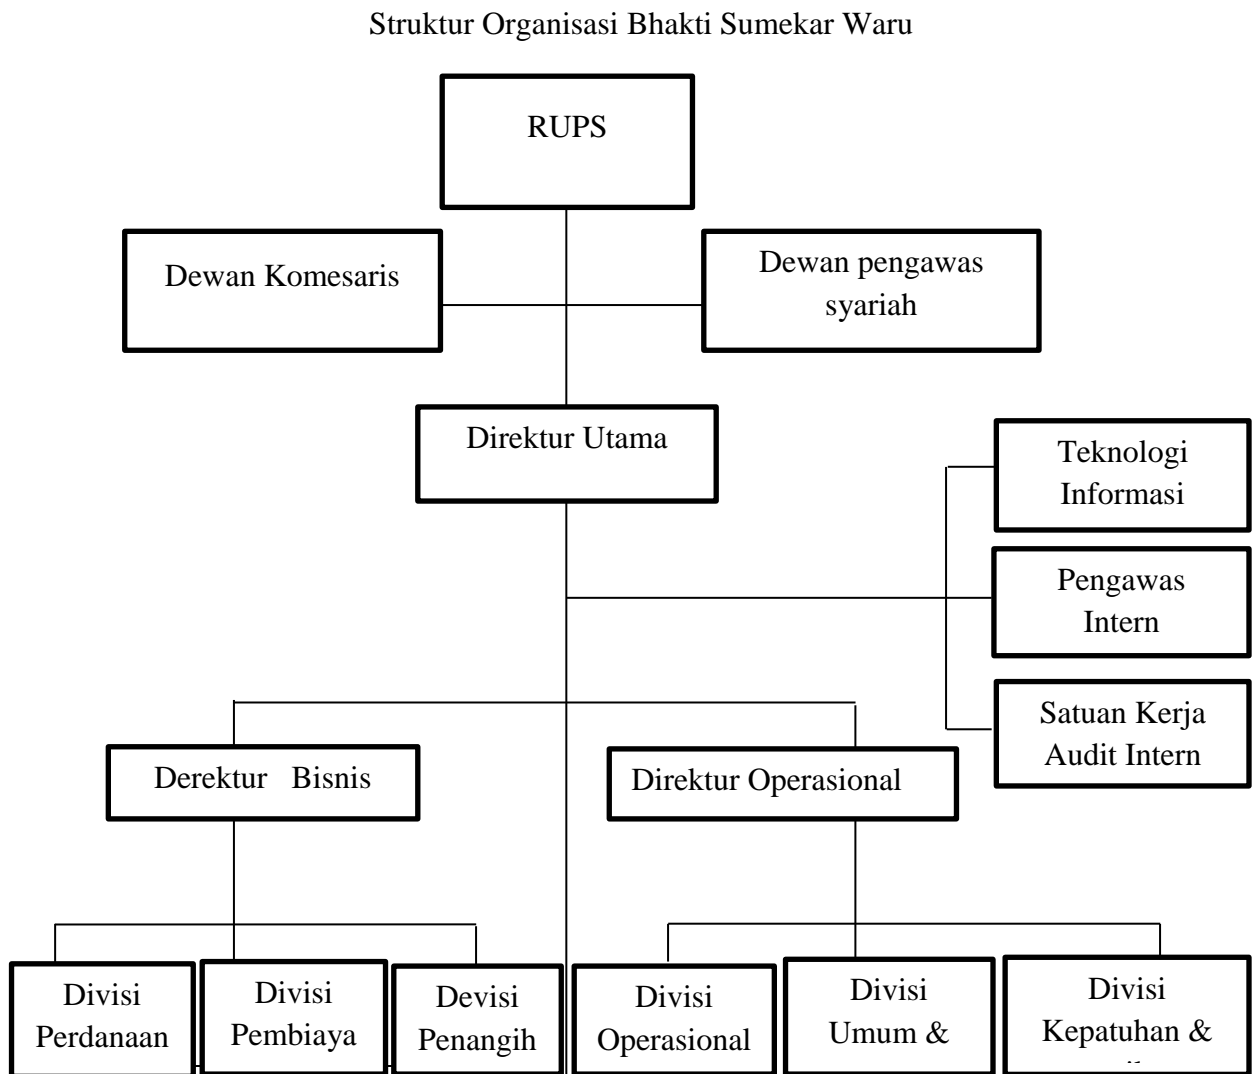 Struktur Organisasi Bhakti Sumekar Waru
RUPS
Dewan Komesaris
Dewan pengawas
syariah
Direktur Utama
Teknologi
Informasi
Pengawas
Intern
Satuan Kerja
Audit Intern
Derektur Bisnis
Direktur Operasional
Divisi
Perdanaan
Divisi
Pembiaya
Devisi
Penangih
Divisi
Operasional
Divisi
Umum &
Divisi
Kepatuhan &